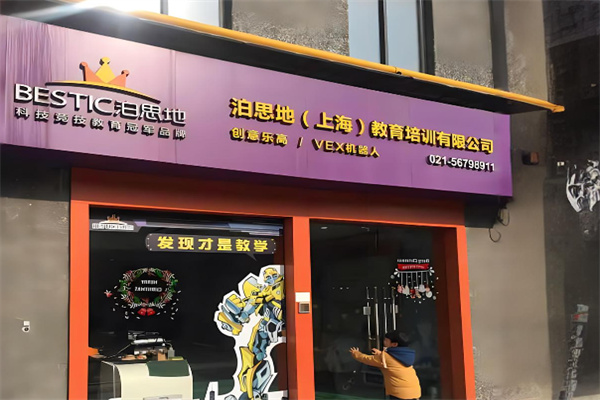 BESTIC泊思地
科技竞技教育冠军品牌
泊思地（上海）教育培训有限公司
创意乐高 / VEX机器人
021-56798911
发现才是教学